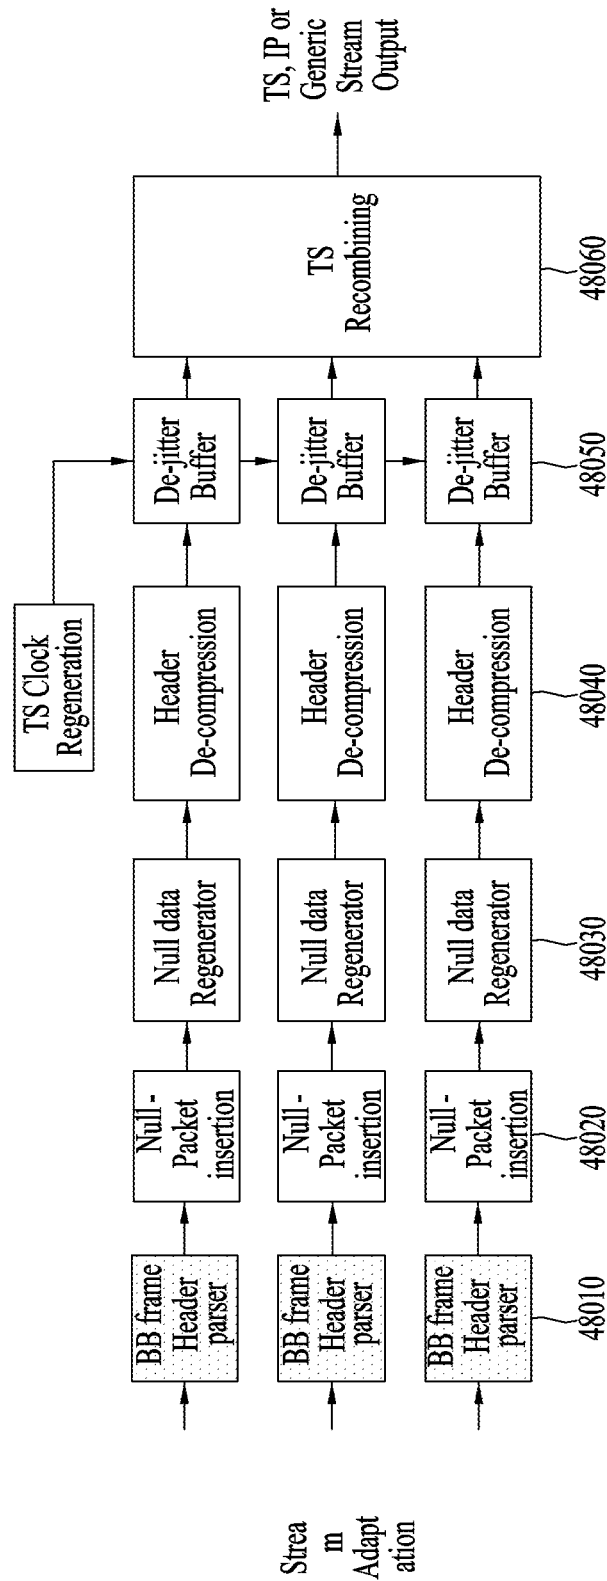 TS Clock
Regeneration
Strea
m
Adapt
ation
BB frame
Header
parser
Null -
Packet
insertion
Null data
Regenerator
Header
De-compression
De-jitter
Buffer
BB frame
Header
parser
Null -
Packet
insertion
Null data
Regenerator
Header
De-compression
De-jitter
Buffer
BB frame
Header
parser
Null -
Packet
insertion
Null data
Regenerator
Header
De-compression
De-jitter
Buffer
TS
Recombining
TS, IP or
Generic
Stream
Output
48010
48020
48030
48040
48050
48060